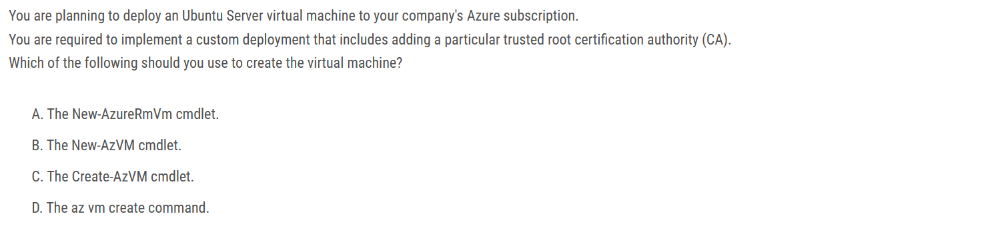 You are planning to deploy an Ubuntu Server virtual machine to your company's Azure subscription.
You are required to implement a custom deployment that includes adding a particular trusted root certification authority (CA).
Which of the following should you use to create the virtual machine?
A. The New-AzureRmVm cmdlet.
B. The New-AzVM cmdlet.
C. The Create-AzVM cmdlet.
D. The az vm create command.